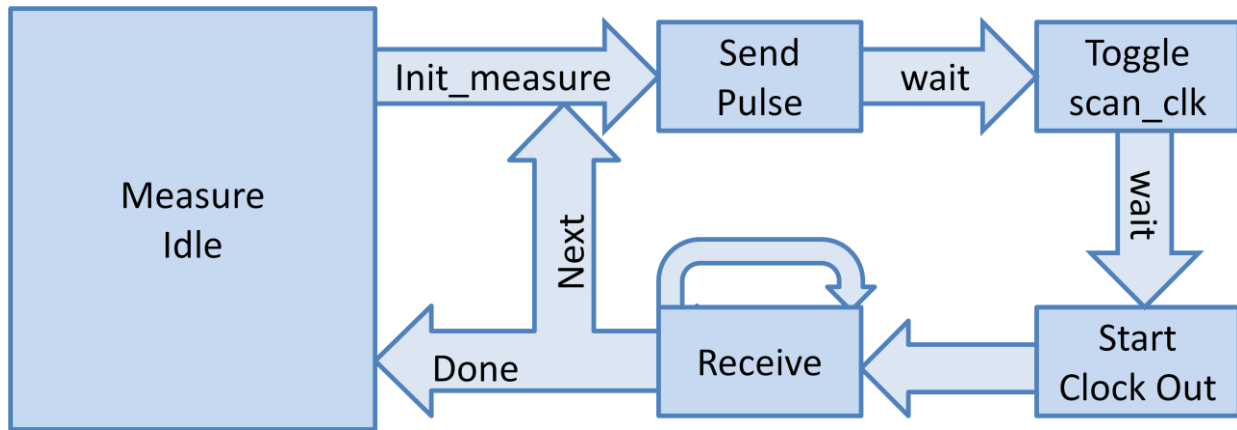 Measure
Idle
Init_measure
Send
Pulse
wait
Toggle
scan_clk
wait
Start
Clock Out
Receive
Next
Done